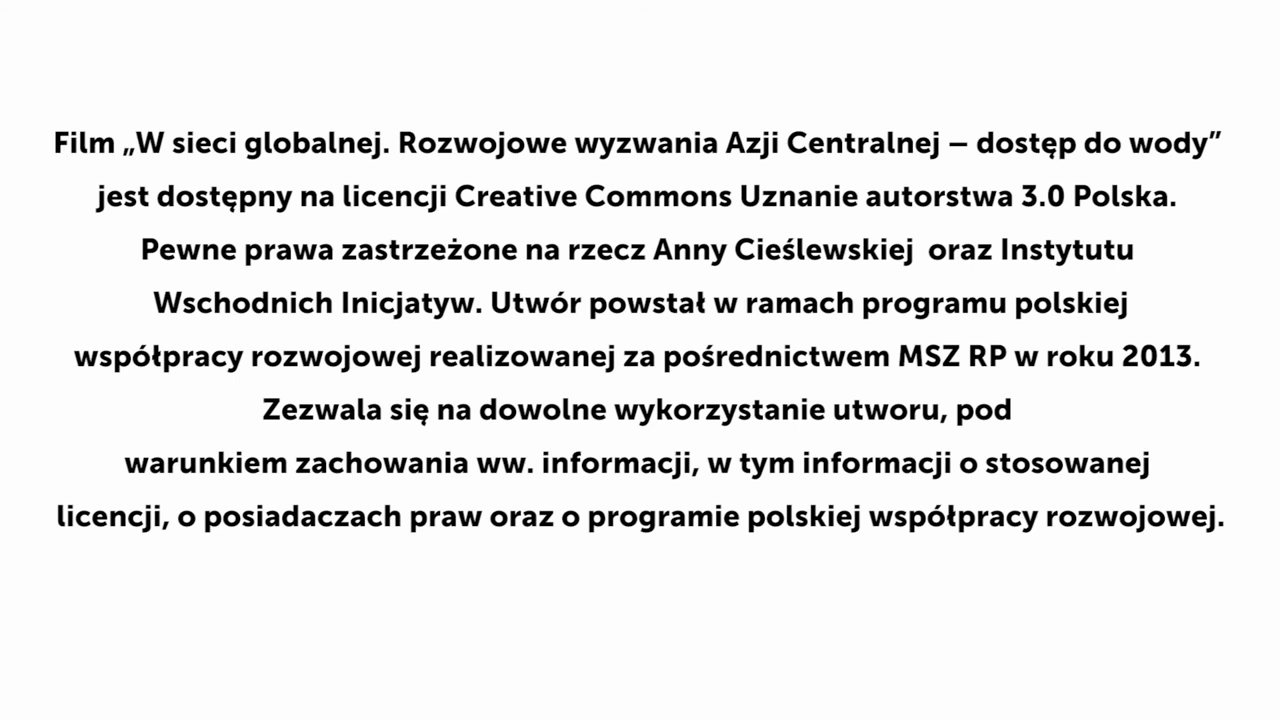 Film „W sieci globalnej. Rozwojowe wyzwania Azji Centralnej – dostęp do wody”
jest dostępny na licencji Creative Commons Uznanie autorstwa 3.0 Polska.
Pewne prawa zastrzeżone na rzecz Anny Cieślewskiej  oraz Instytutu
Wschodnich Inicjatyw. Utwór powstał w ramach programu polskiej
współpracy rozwojowej realizowanej za pośrednictwem MSZ RP w roku 2013.
Zezwala się na dowolne wykorzystanie utworu, pod
warunkiem zachowania ww. informacji, w tym informacji o stosowanej
licencji, o posiadaczach praw oraz o programie polskiej współpracy rozwojowej.